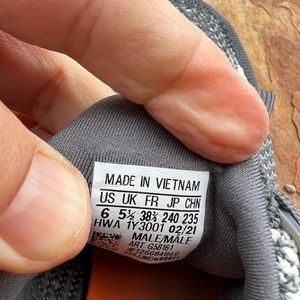 MADE IN VIETNAM
US UK FR JP CHN
6 5½ 38⅔ 240 235
HWA 1Y3001 02/21
MALE/MÂLE
ART. G58161